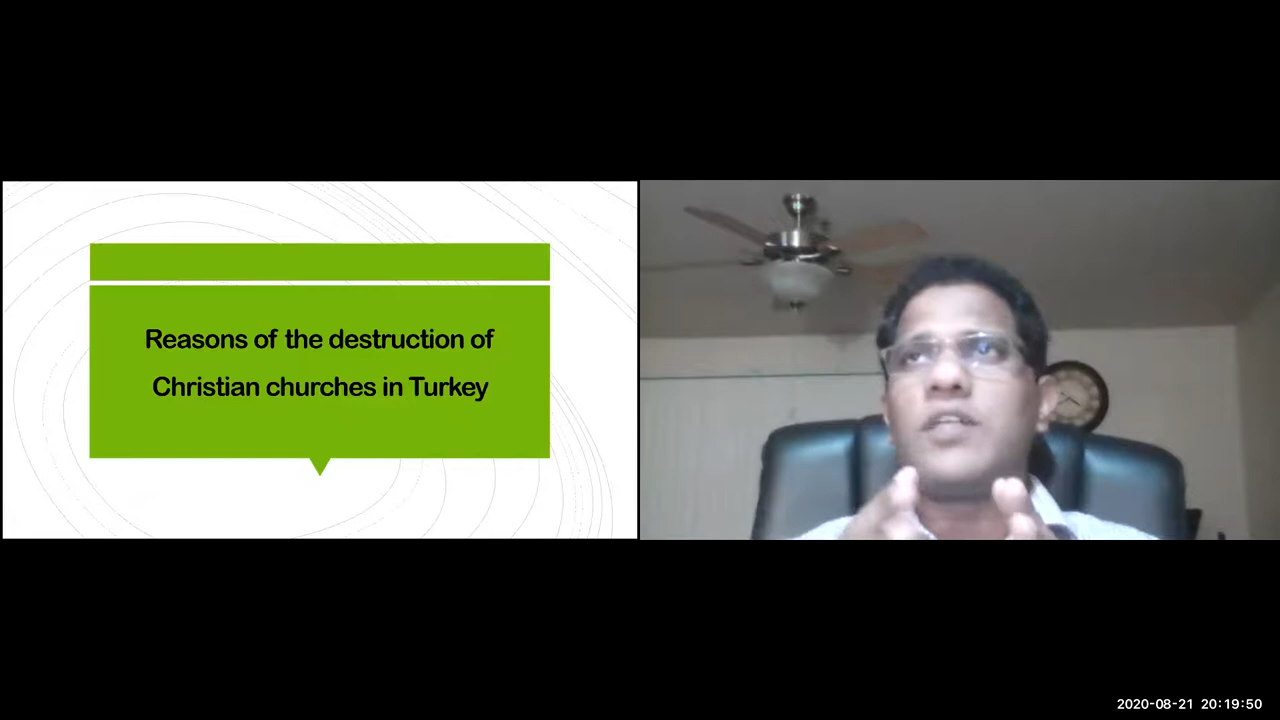 Reasons of the destruction of
Christian churches in Turkey
2020-08-21 20:19:50